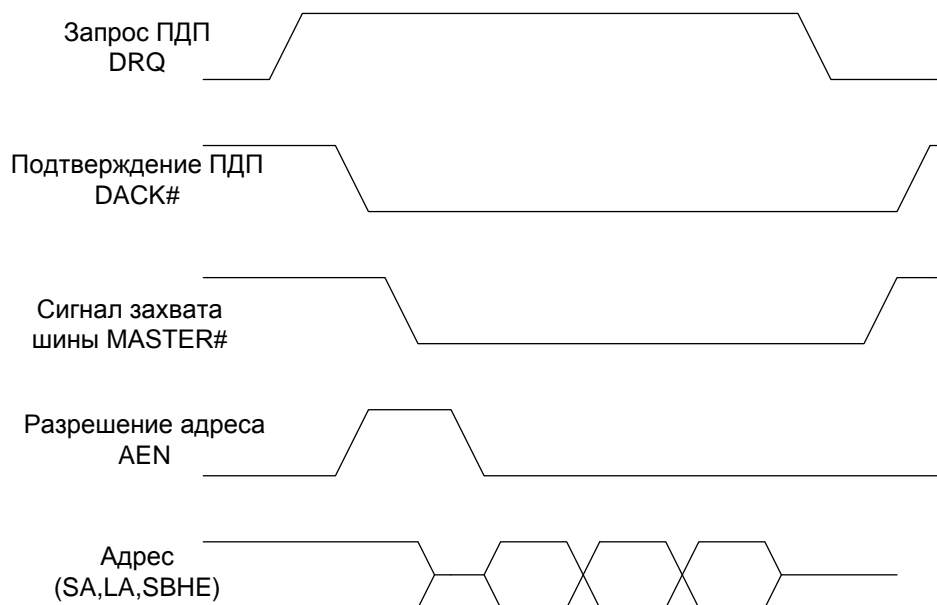 Запрос ПДП
DRQ
Подтверждение ПДП
DACK#
Сигнал захвата
шины MASTER#
Разрешение адреса
AEN
Адрес
(SA,LA,SBHE)